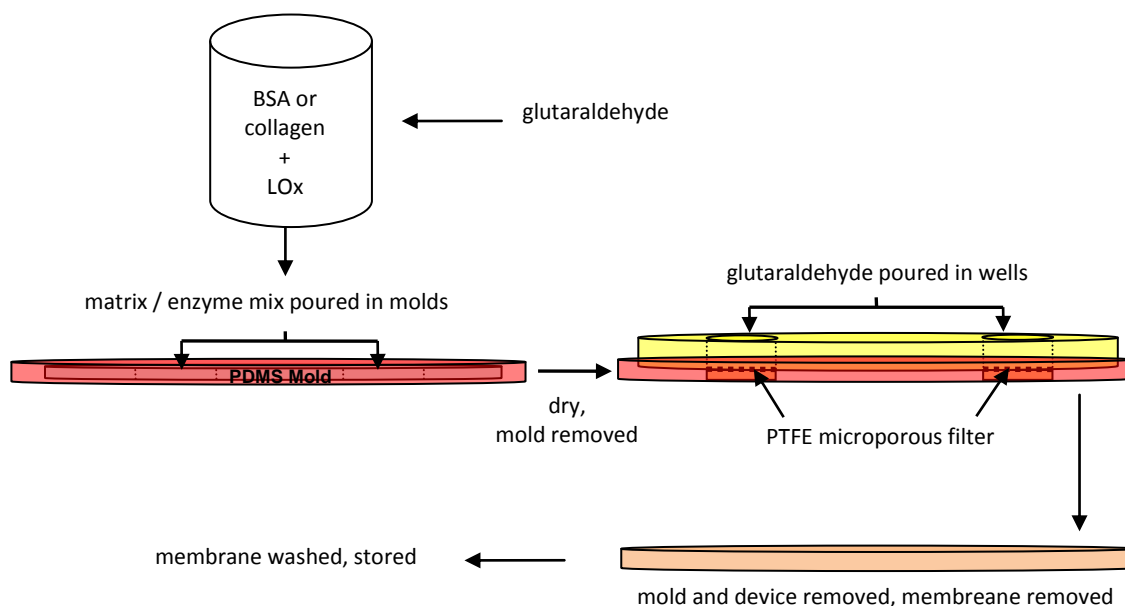 BSA or
collagen
+
LOx
glutaraldehyde
matrix / enzyme mix poured in molds
PDMS Mold
dry,
mold removed
glutaraldehyde poured in wells
PTFE microporous filter
mold and device removed, membreane removed
membrane washed, stored